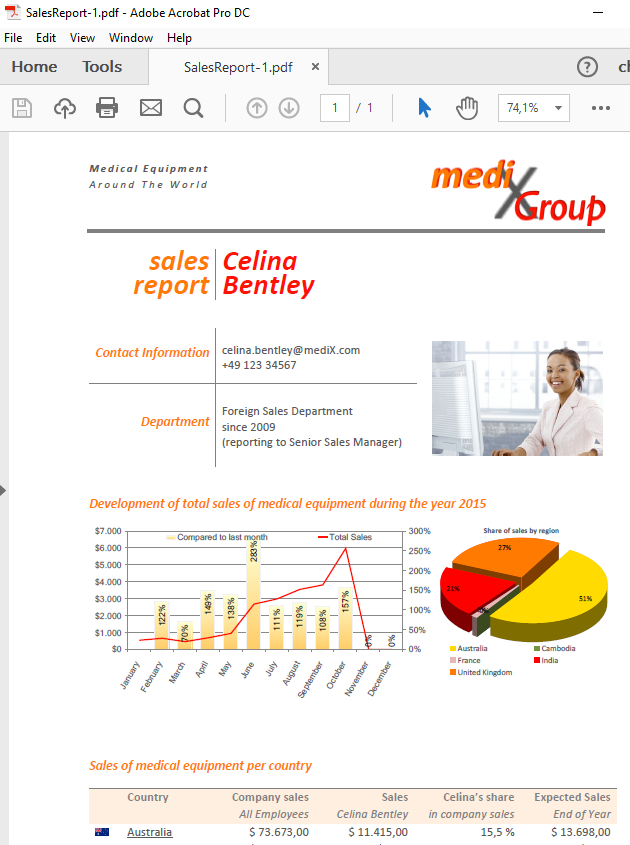 SalesReport-1.pdf - Adobe Acrobat Pro DC
File Edit View Window Help
Home Tools SalesReport-1.pdf ×
1 / 1 74,1%
Medical Equipment
Around The World
medi
X
Group
sales
report
Celina
Bentley
Contact Information
celina.bentley@mediX.com
+49 123 34567
Department
Foreign Sales Department
since 2009
(reporting to Senior Sales Manager)
Development of total sales of medical equipment during the year 2015
Compared to last month Total Sales
$7.000
$6.000
$5.000
$4.000
$3.000
$2.000
$1.000
$0
122%
70%
149%
138%
283%
111%
119%
108%
157%
0%
0%
300%
250%
200%
150%
100%
50%
0%
January
February
March
April
May
June
July
August
September
October
November
December
Share of sales by region
27%
21%
51%
Australia Cambodia
France India
United Kingdom
Sales of medical equipment per country
Country Company sales Sales Celina's share Expected Sales
All Employees Celina Bentley in company sales End of Year
Australia $ 73.673,00 $ 11.415,00 15,5 % $ 13.698,00